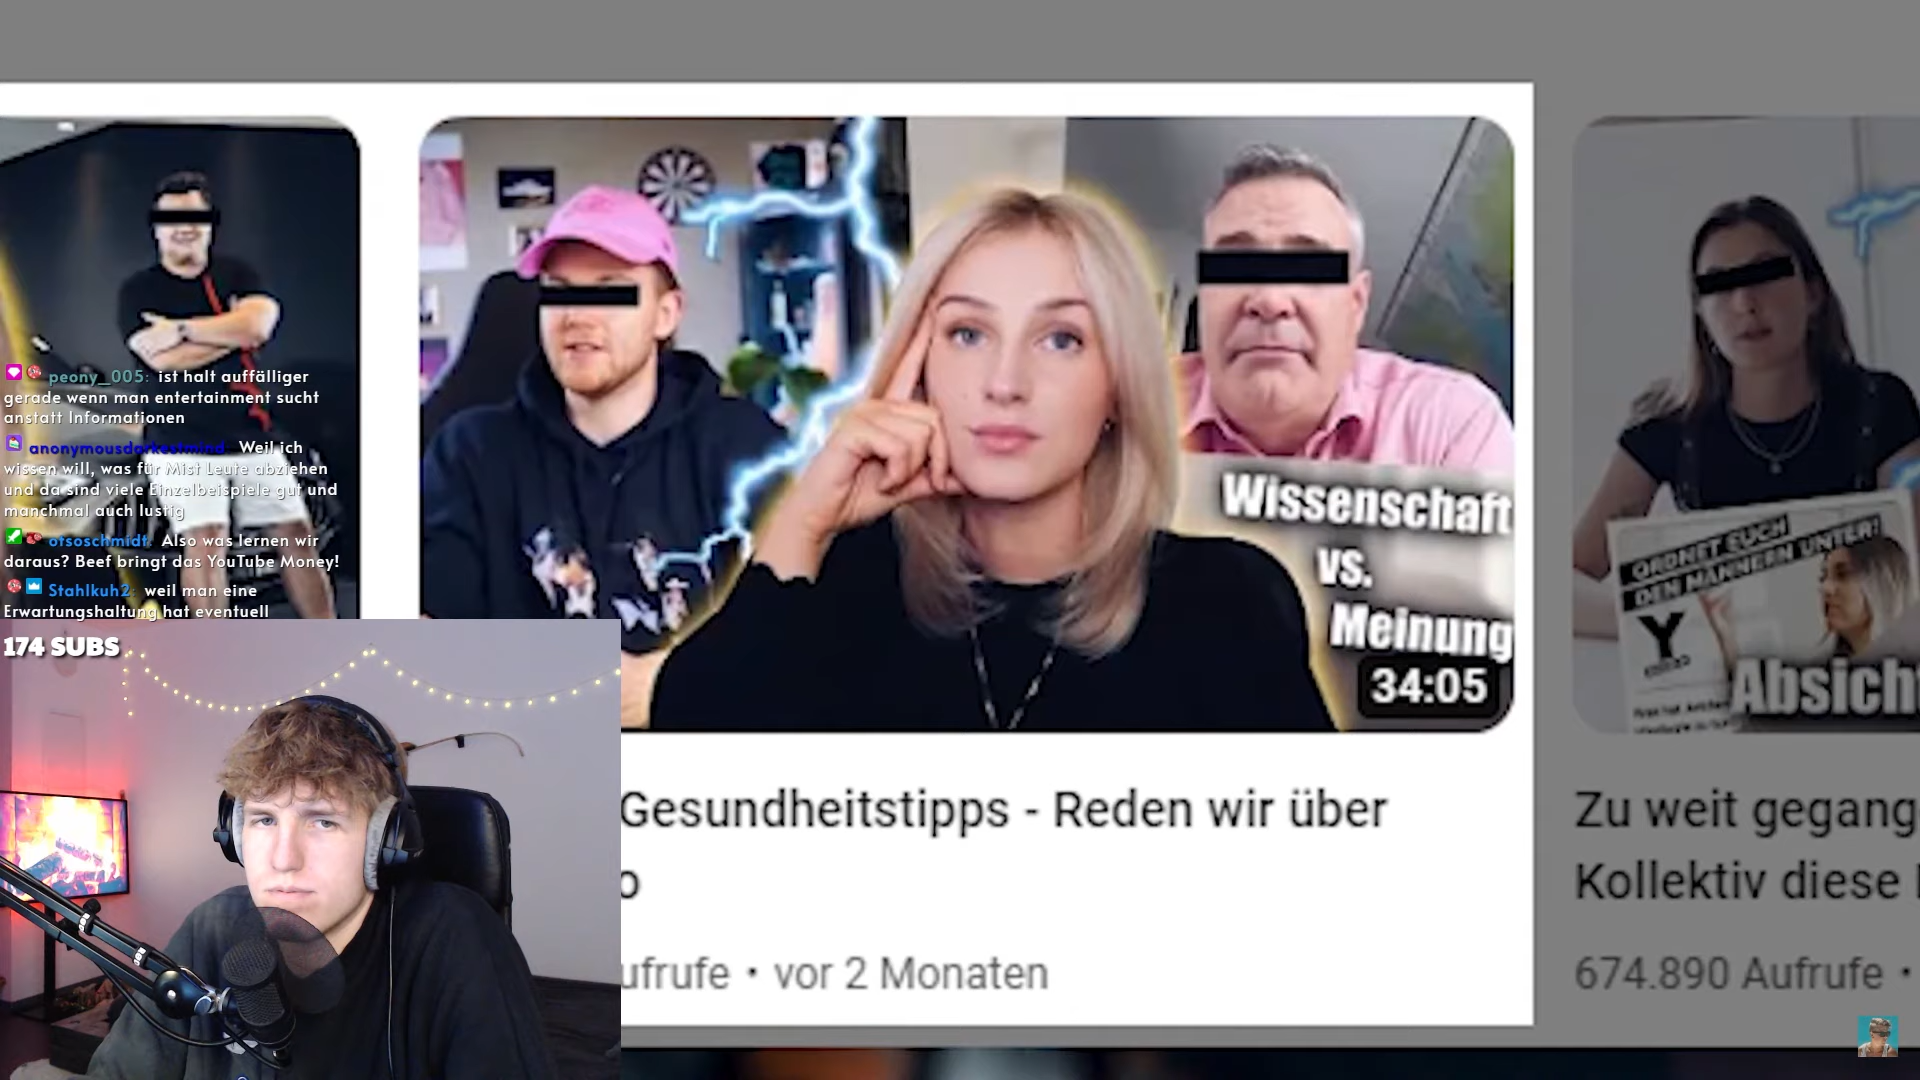 peony__005: ist halt auffälliger
gerade wenn man entertainment sucht
anstatt Informationen
anonymousdarkestmind: Weil ich
wissen will, was für Mist Leute abziehen
und da sind viele Einzelbeispiele gut und
manchmal auch lustig
otsoschmidt: Also was lernen wir
daraus? Beef bringt das YouTube Money!
Stahlkuh2: weil man eine
Erwartungshaltung hat eventuell
174 SUBS
Wissenschaft
vs.
Meinung
34:05
Gesundheitstipps - Reden wir über
o
ufrufe • vor 2 Monaten
ORDNET EUCH
DEN MÄNNERN UNTER!
Y
Absich
Zu weit gegang
Kollektiv diese
674.890 Aufrufe •